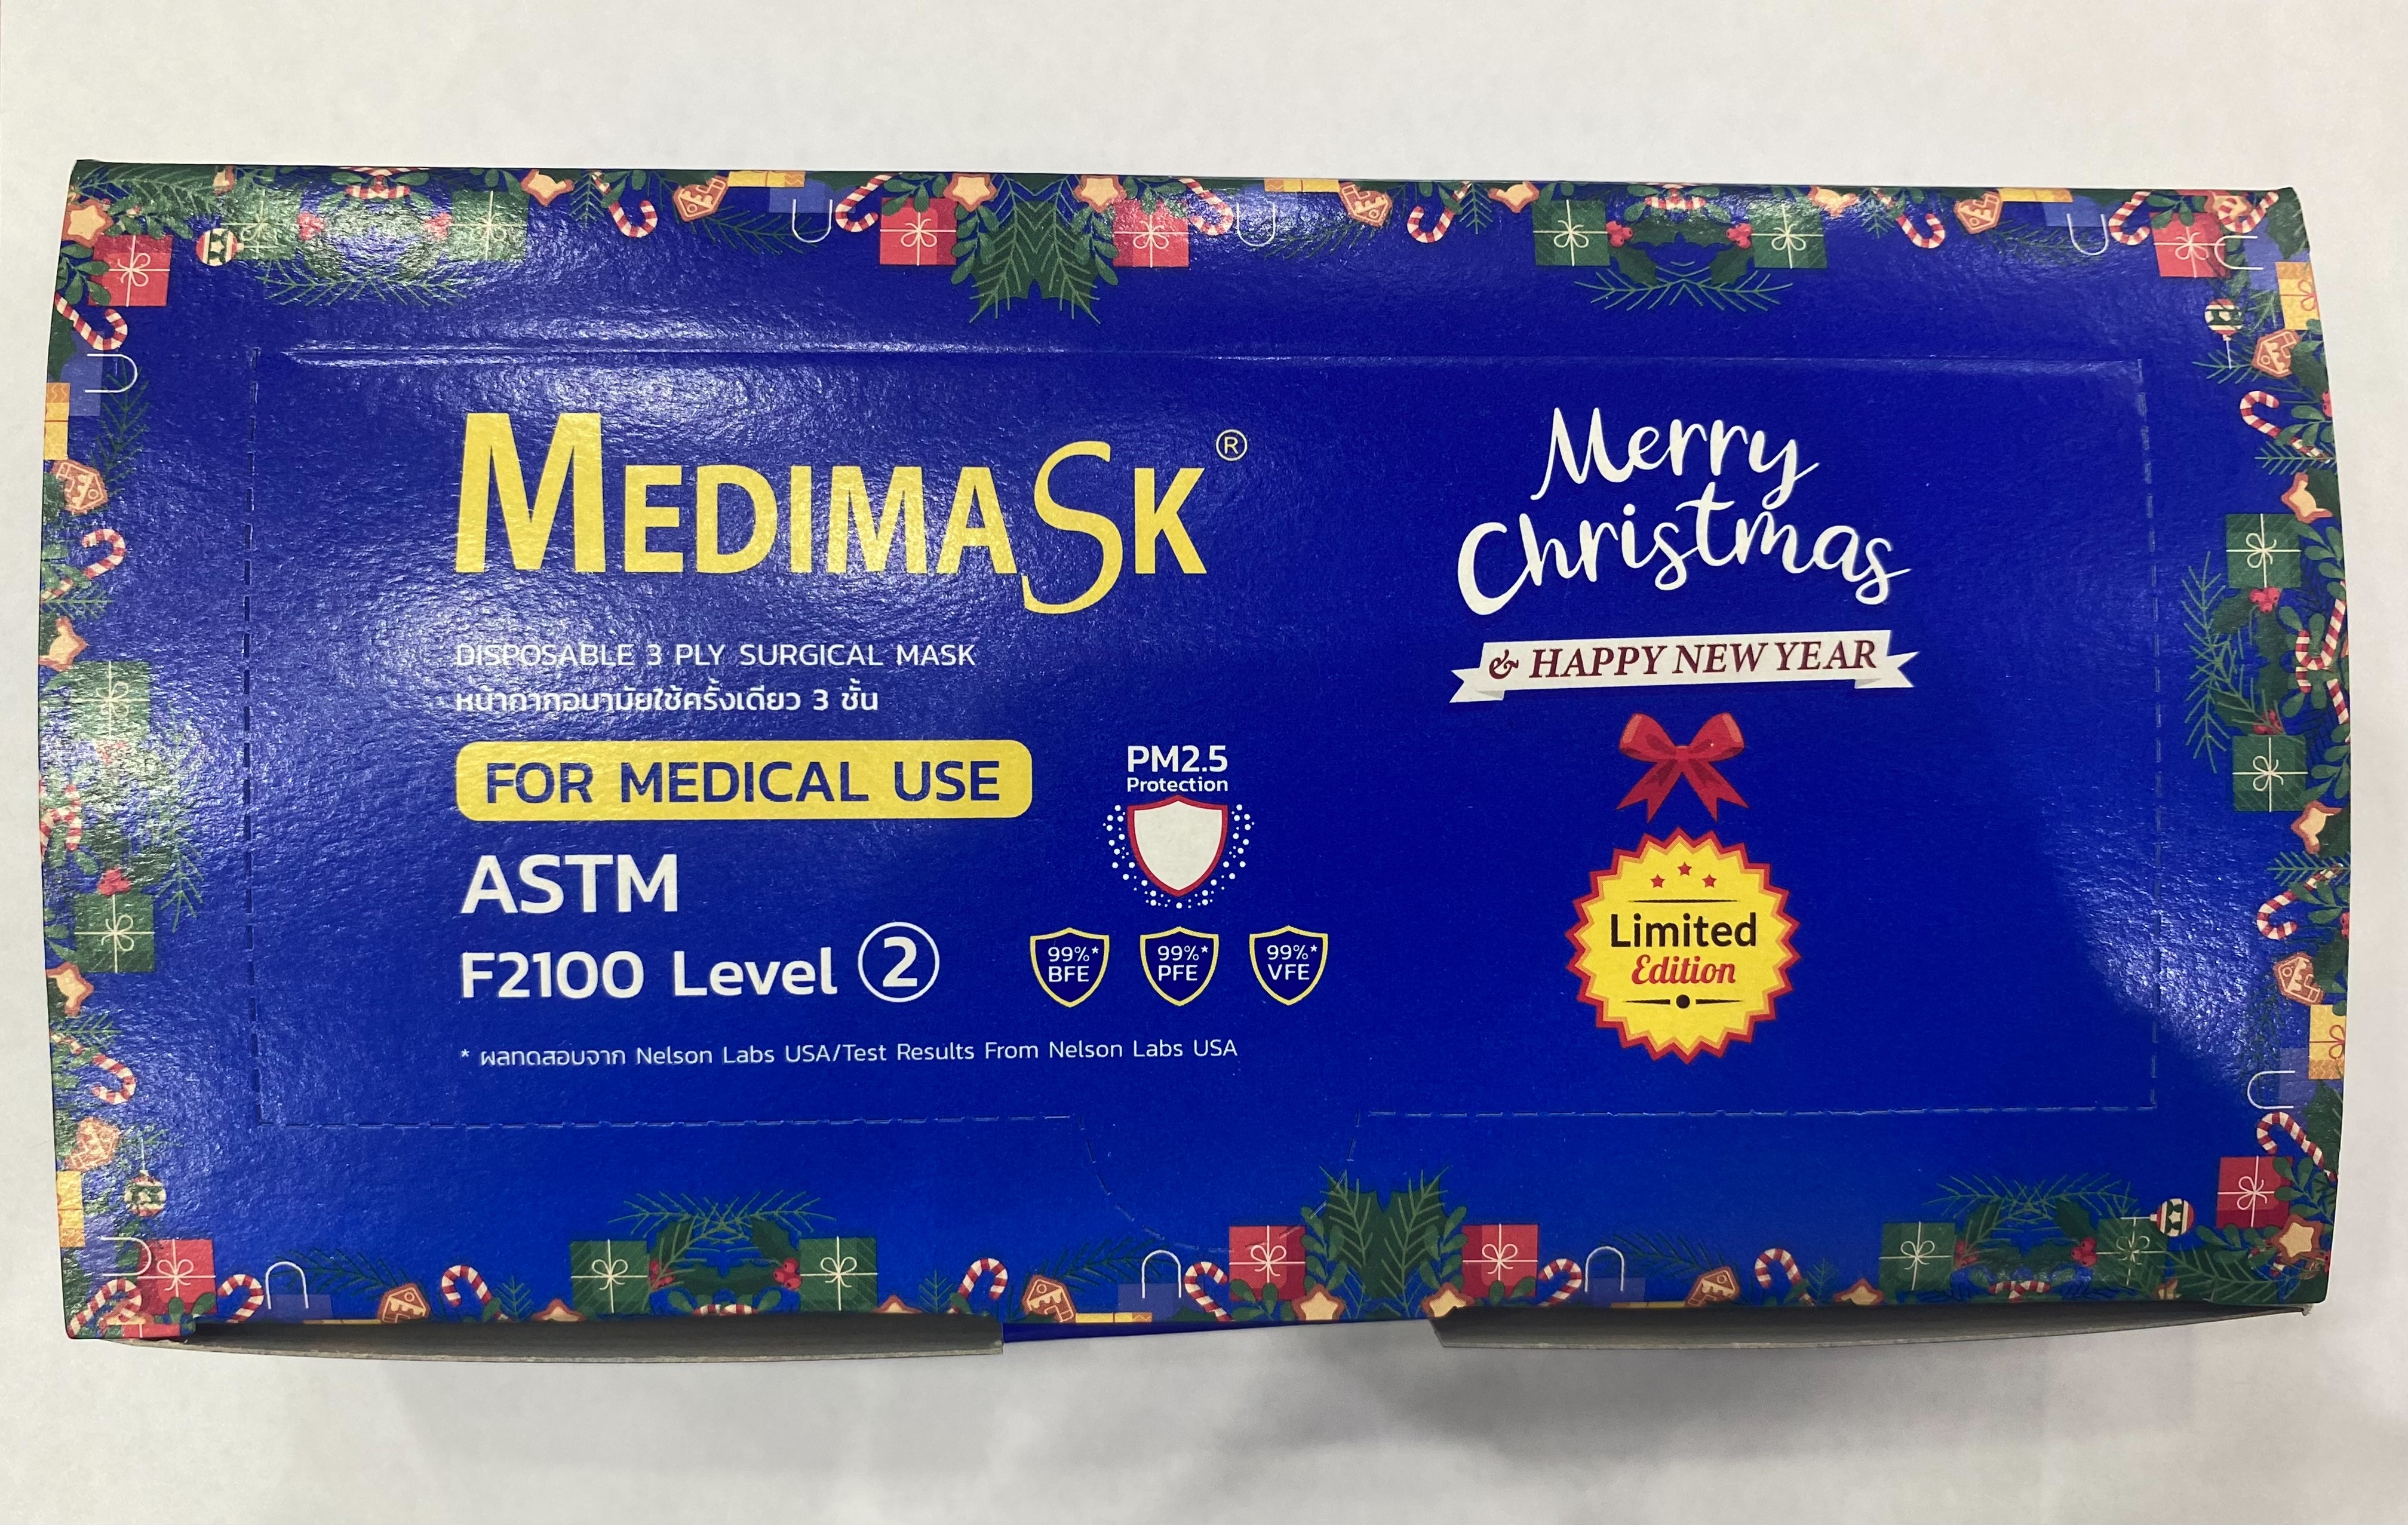 MEDIMASK®
DISPOSABLE 3 PLY SURGICAL MASK
หน้ากากอนามัยใช้ครั้งเดียว 3 ชั้น
FOR MEDICAL USE
ASTM
F2100 Level 2
PM2.5
Protection
99%*
BFE
99%*
PFE
99%*
VFE
* ผลทดสอบจาก Nelson Labs USA/Test Results From Nelson Labs USA
Merry
Christmas
& HAPPY NEW YEAR
Limited
Edition